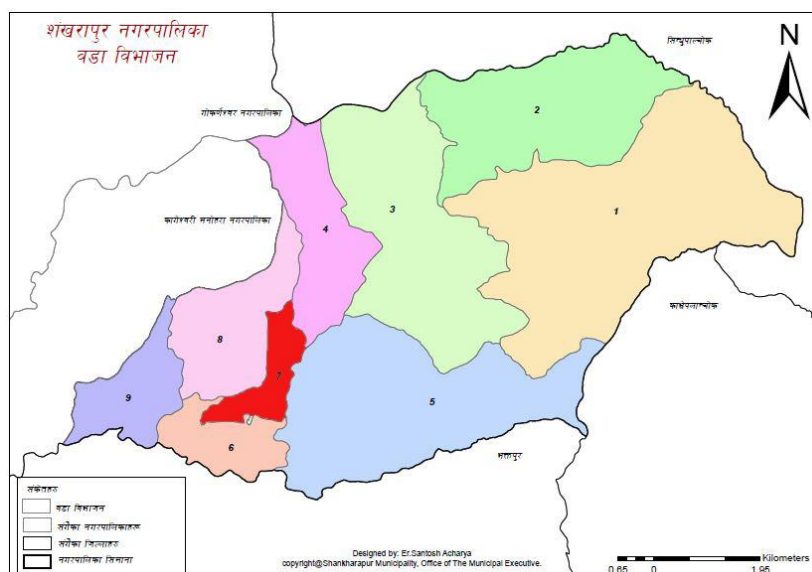 शंखरापुर नगरपालिका
वडा विभाजन
सिन्धुपाल्चोक
N
गोकर्णेश्वर नगरपालिका
2
कागेश्वरी मनोहरा नगरपालिका
3
1
4
काभ्रेपलान्चोक
8
7
9
5
6
भक्तपुर
संकेतहरु
वडा विभाजन
संगैका नगरपालिकाहरू
संगैका जिल्लाहरु
नगरपालिका सिमाना
Designed by: Er.Santosh Acharya
copyright@Shankharapur Municipality, Office of The Municipal Executive.
Kilometers
0.65 0 1.95